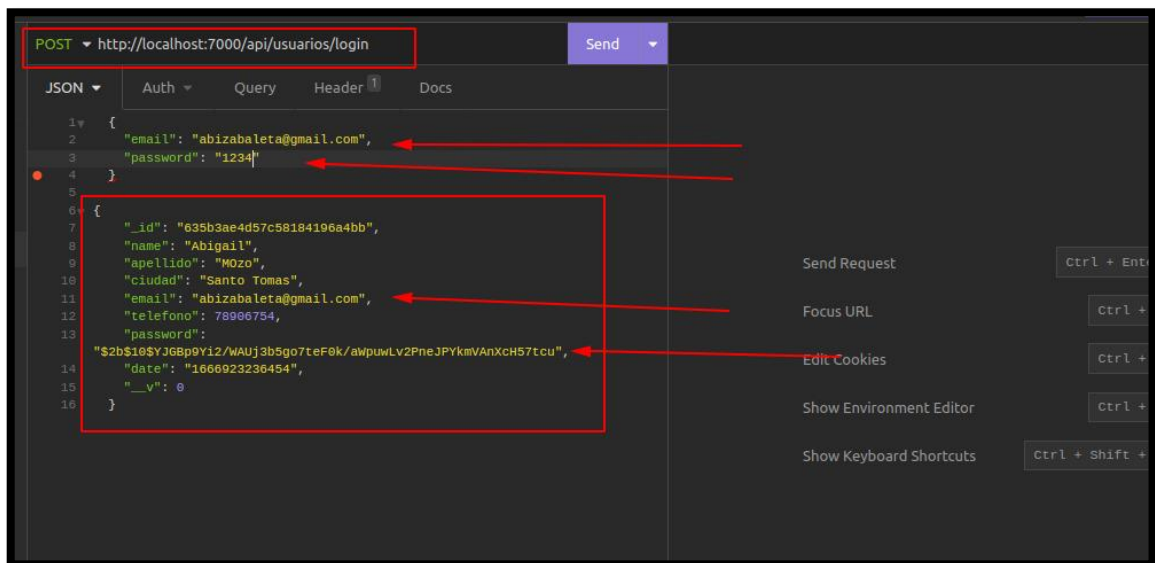 POST http://localhost:7000/api/usuarios/login Send
JSON Auth Query Header 1 Docs
1 {
2 "email": "abizabaleta@gmail.com",
3 "password": "1234"
4 }
5
6 {
7 "_id": "635b3ae4d57c58184196a4bb",
8 "name": "Abigail",
9 "apellido": "MOzo",
10 "ciudad": "Santo Tomas",
11 "email": "abizabaleta@gmail.com",
12 "telefono": 78906754,
13 "password":
"$2b$10$YJGBp9Yi2/WAUj3b5go7teF0k/aWpuwLv2PneJPYkmVAnXcH57tcu",
14 "date": "1666923236454",
15 "__v": 0
16 }
Send Request Ctrl + Ente
Focus URL Ctrl +
Edit Cookies Ctrl +
Show Environment Editor Ctrl +
Show Keyboard Shortcuts Ctrl + Shift +